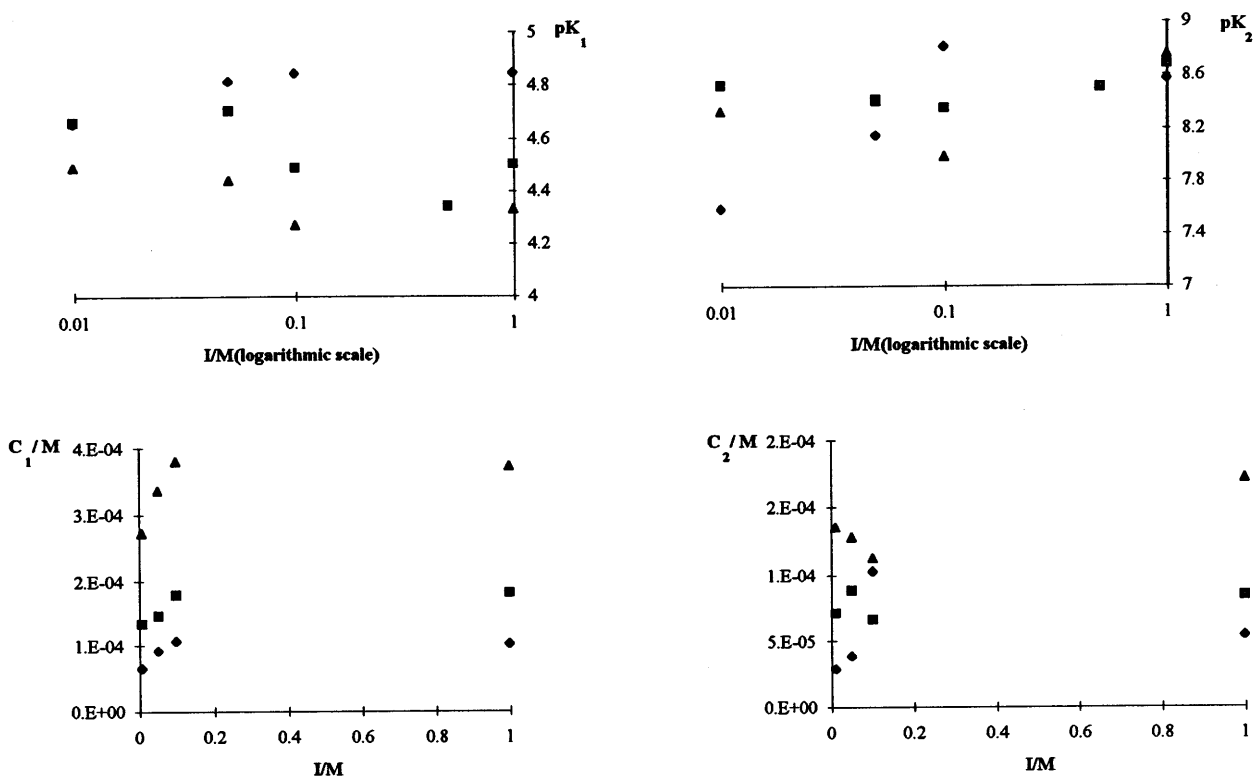 pK1
5
4.8
4.6
4.4
4.2
4
0.01 0.1 1
I/M(logarithmic scale)
pK2
9
8.6
8.2
7.8
7.4
7
0.01 0.1 1
I/M(logarithmic scale)
C1/M
4.E-04
3.E-04
2.E-04
1.E-04
0.E+00
0 0.2 0.4 0.6 0.8 1
I/M
C2/M
2.E-04
2.E-04
1.E-04
5.E-05
0.E+00
0 0.2 0.4 0.6 0.8 1
I/M